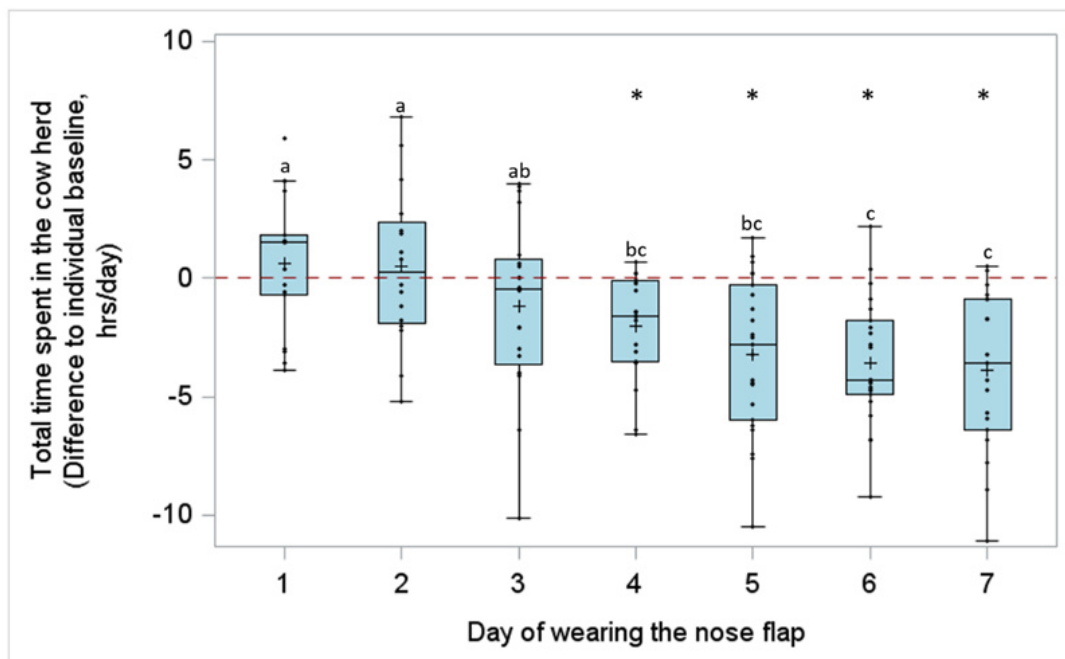 Total time spent in the cow herd
(Difference to individual baseline,
hrs/day)
10
5
0
-5
-10
* * * *
a a ab bc bc c c
1 2 3 4 5 6 7
Day of wearing the nose flap